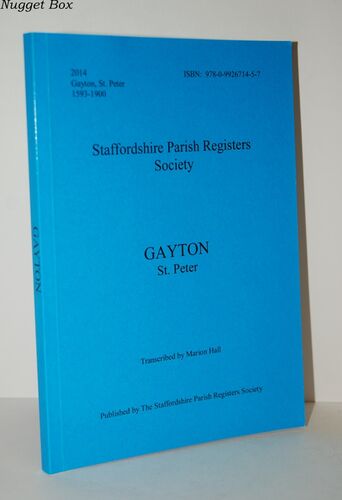 Nugget Box
2014
Gayton, St. Peter
1593-1900
ISBN: 978-0-9926714-5-7
Staffordshire Parish Registers
Society
GAYTON
St. Peter
Transcribed by Marion Hall
Published by The Staffordshire Parish Registers Society
GAYTON